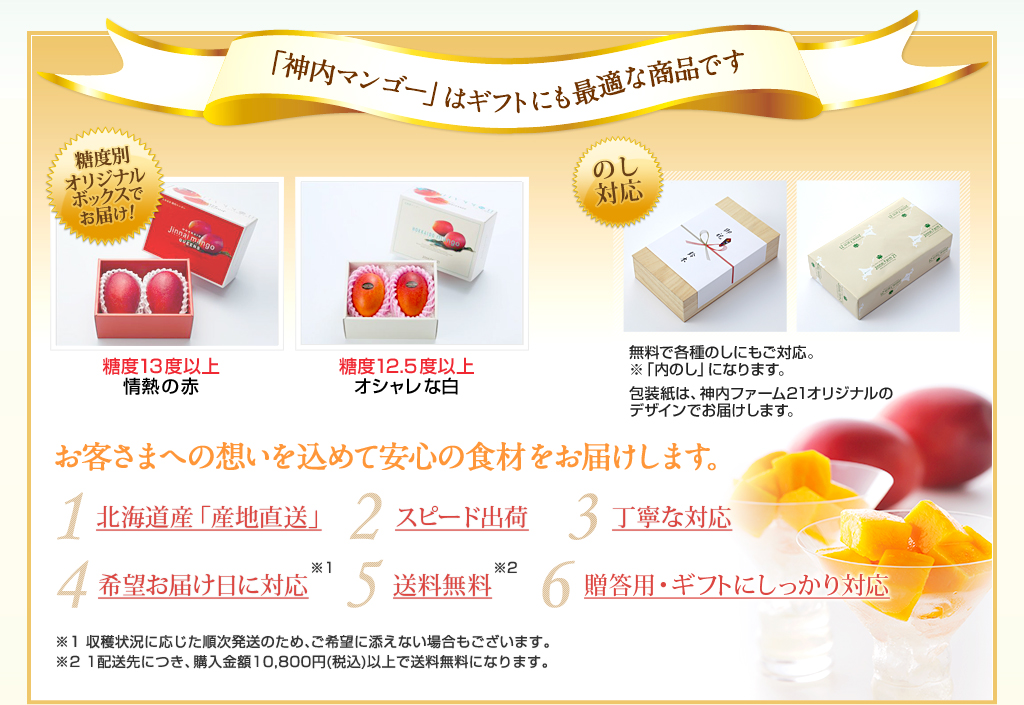 「神内マンゴー」はギフトにも最適な商品です
糖度別
オリジナル
ボックスで
お届け!
のし
対応
Jinnai mango
糖度13度以上
情熱の赤
糖度12.5度以上
オシャレな白
無料で各種のしにもご対応。
※「内のし」になります。
包装紙は、神内ファーム21オリジナルの
デザインでお届けします。
お客さまへの想いを込めて安心の食材をお届けします。
1 北海道産「産地直送」 2 スピード出荷 3 丁寧な対応
4 希望お届け日に対応※1 5 送料無料※2 6 贈答用・ギフトにしっかり対応
※1 収穫状況に応じた順次発送のため、ご希望に添えない場合もございます。
※2 1配送先につき、購入金額10,800円(税込)以上で送料無料になります。